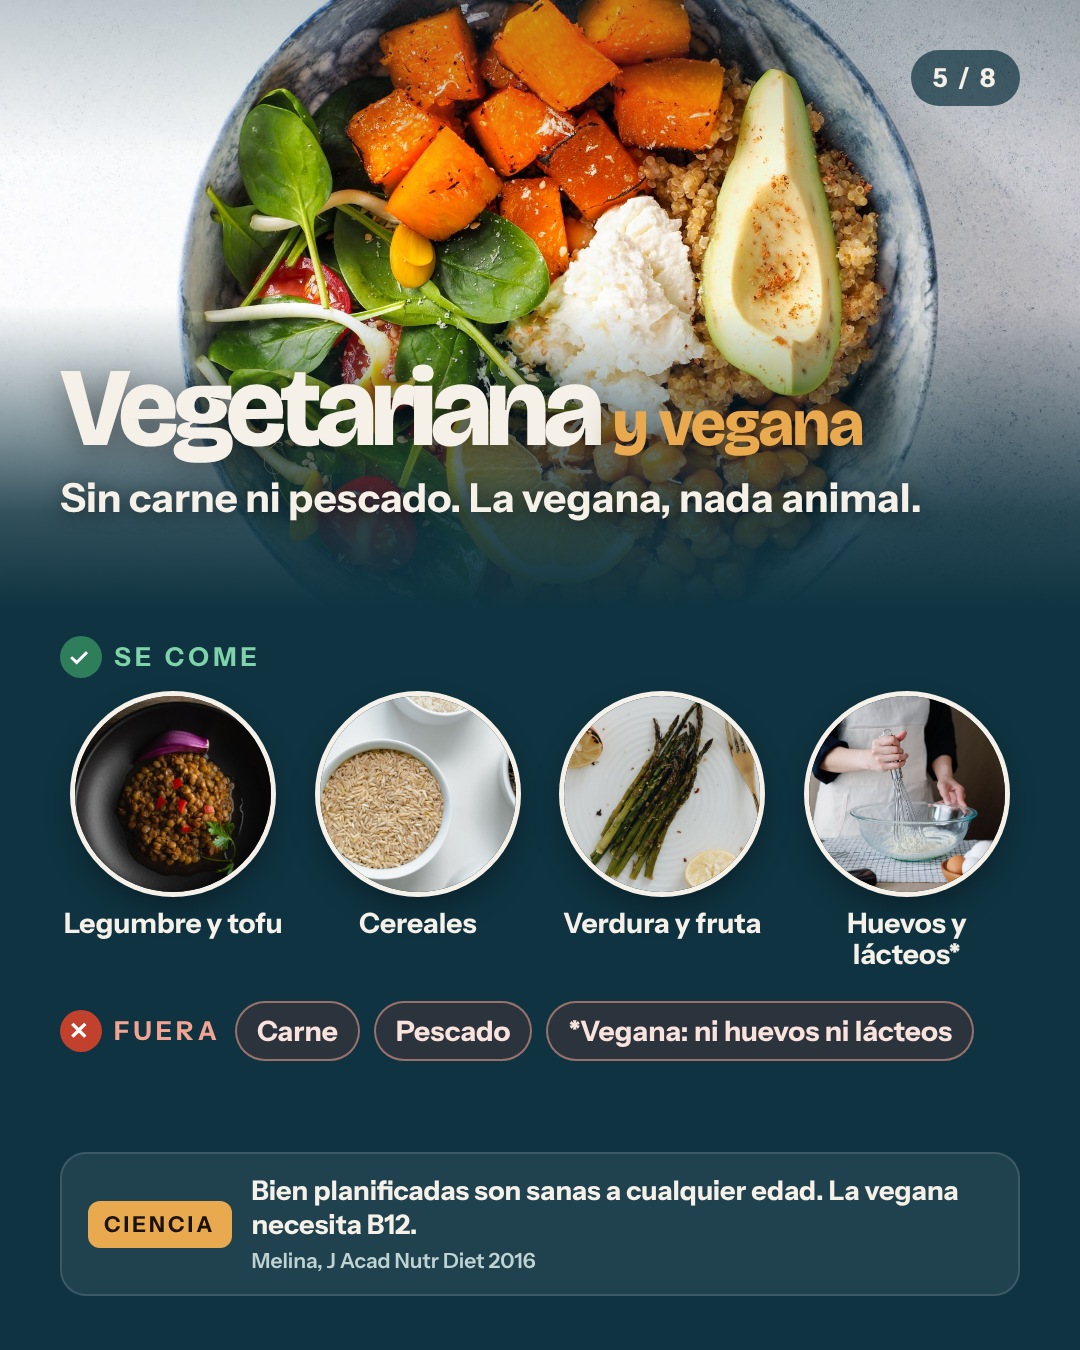 5 / 8
Vegetariana y vegana
Sin carne ni pescado. La vegana, nada animal.
SE COME
Legumbre y tofu
Cereales
Verdura y fruta
Huevos y
lácteos*
FUERA
Carne
Pescado
*Vegana: ni huevos ni lácteos
CIENCIA
Bien planificadas son sanas a cualquier edad. La vegana
necesita B12.
Melina, J Acad Nutr Diet 2016